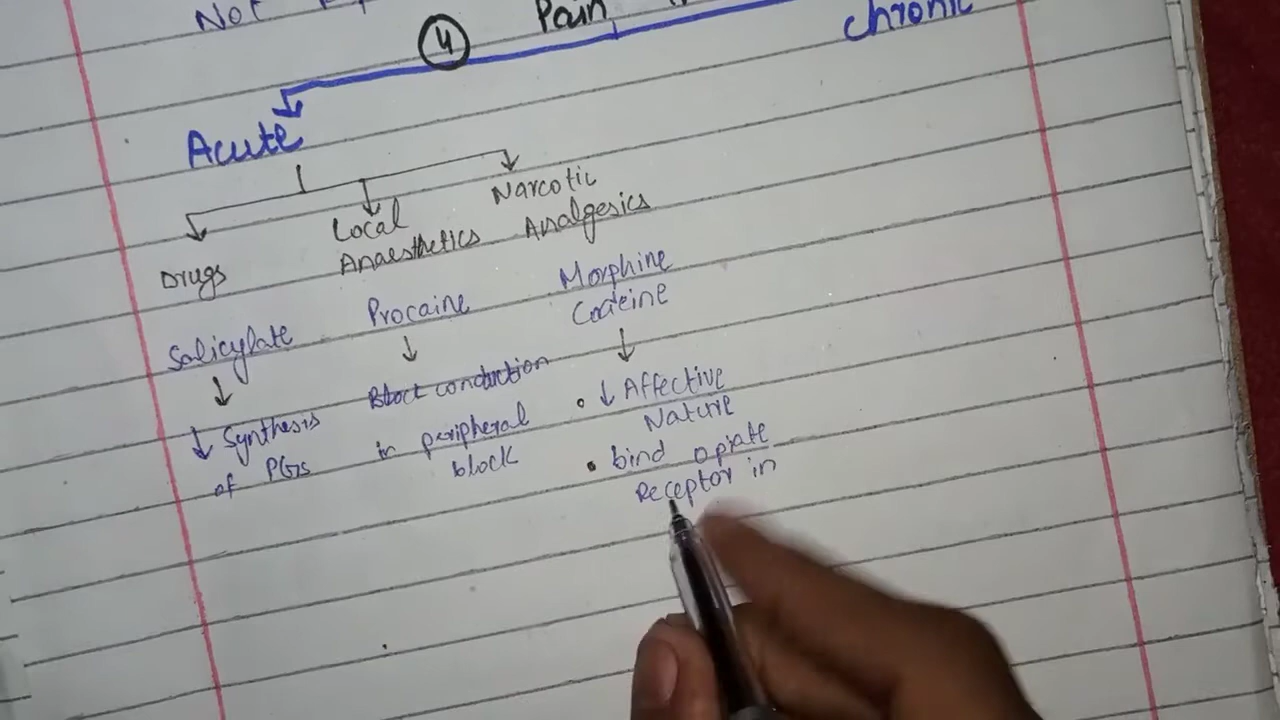 Not
4
Pain
chronic
Acute
Narcotic
Analgesics
Local
Anaesthetics
Drugs
Morphine
Codeine
Procaine
Salicylate
↓ Affective
Nature
Block conduction
in peripheral
block
↓ Synthesis
of PGs
• bind opiate
Receptor in